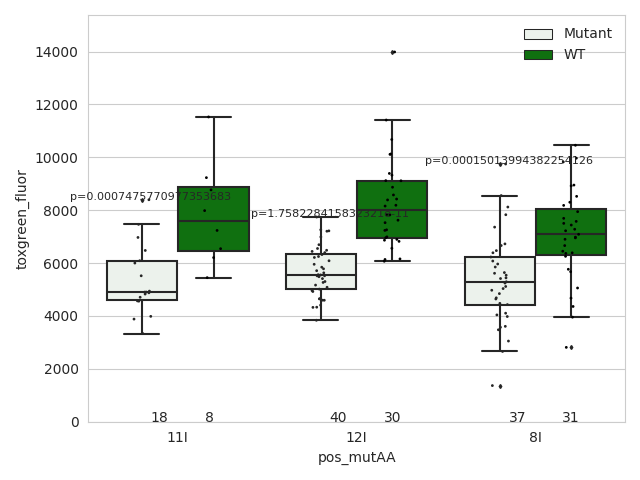 Mutant
WT
14000
12000
10000
8000
6000
4000
2000
0
toxgreen_fluor
p=0.0007475770977353683
p=0.00015013994382254126
18 8 40 30 37 31
11I 12I 8I
pos_mutAA